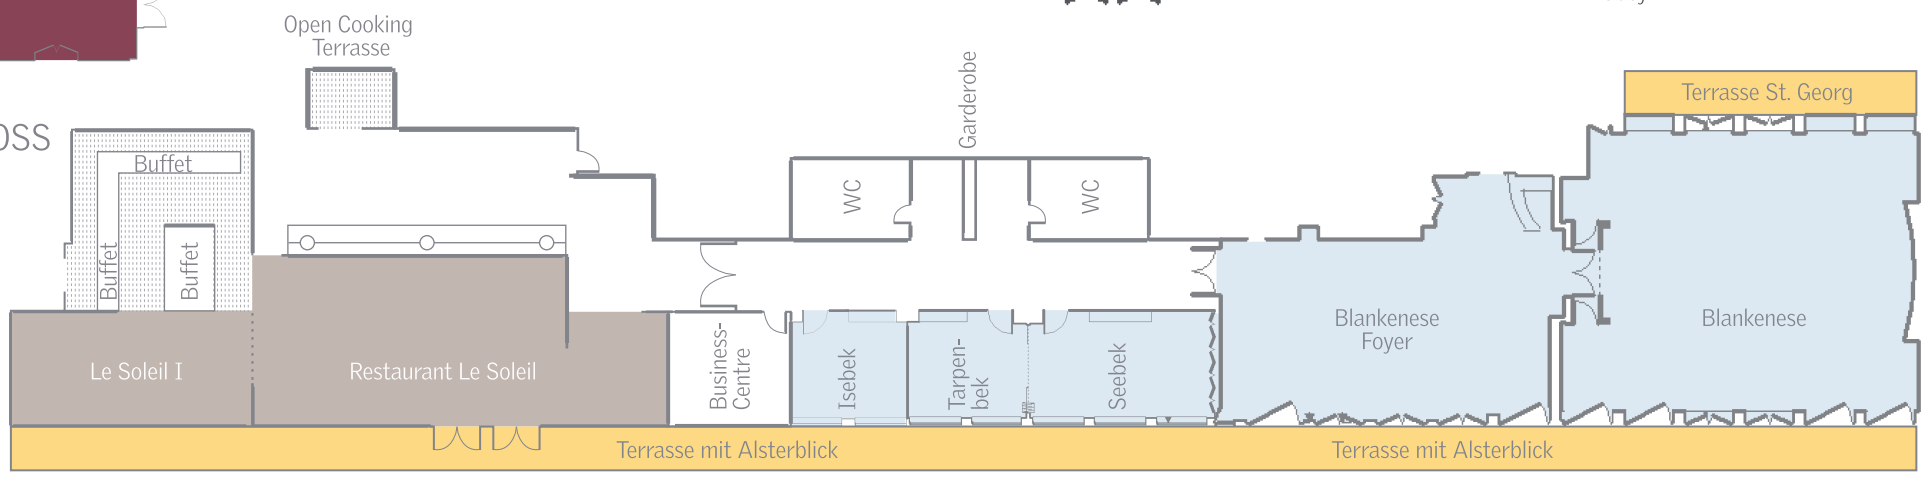 Open Cooking
Terrasse
OSS
Buffet
Buffet
Buffet
Garderobe
WC
WC
Terrasse St. Georg
Le Soleil I
Restaurant Le Soleil
Business-
Centre
Isebek
Tarpen-
bek
Seebek
Blankenese
Foyer
Blankenese
Terrasse mit Alsterblick
Terrasse mit Alsterblick